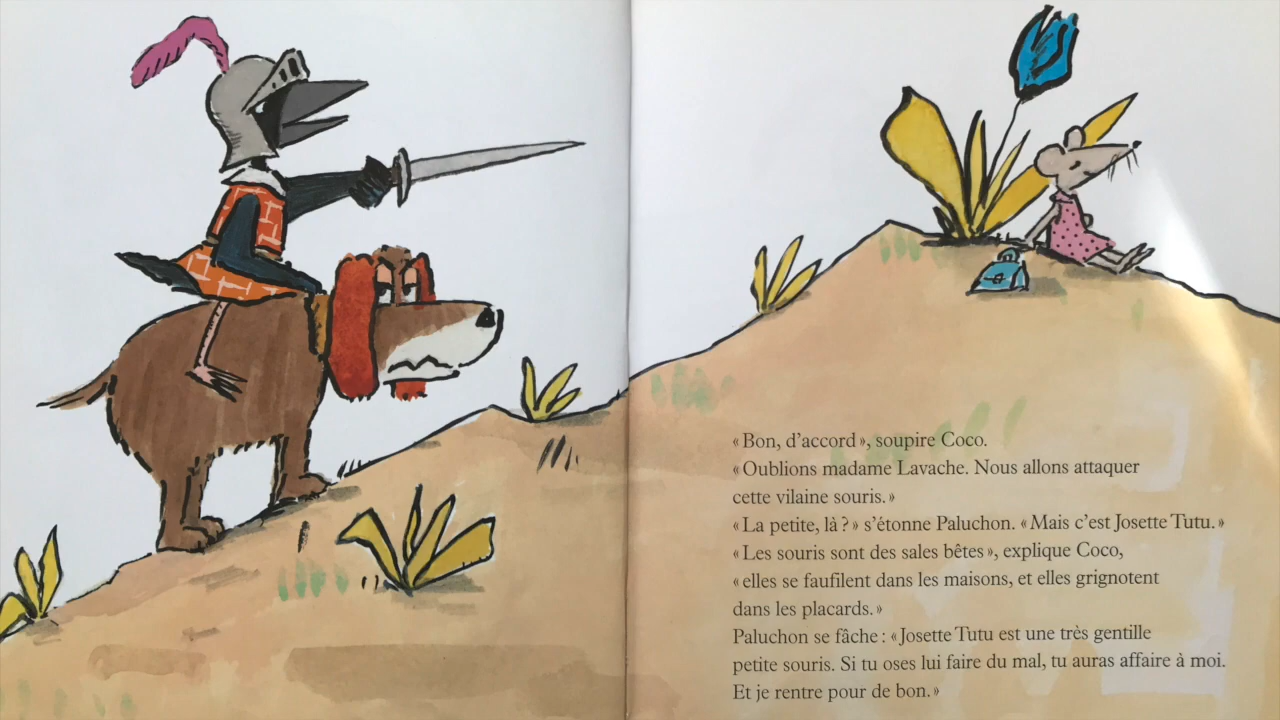 « Bon, d’accord », soupire Coco.
« Oublions madame Lavache. Nous allons attaquer
cette vilaine souris. »
« La petite, là ? » s’étonne Paluchon. « Mais c’est Josette Tutu. »
« Les souris sont des sales bêtes », explique Coco,
« elles se faufilent dans les maisons, et elles grignotent
dans les placards. »
Paluchon se fâche : « Josette Tutu est une très gentille
petite souris. Si tu oses lui faire du mal, tu auras affaire à moi.
Et je rentre pour de bon. »